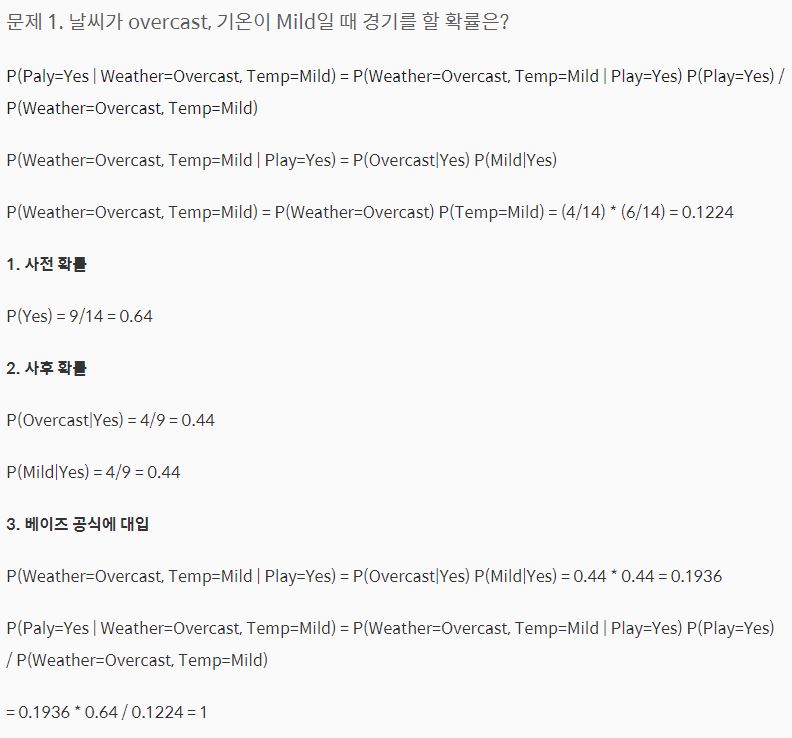 문제 1. 날씨가 overcast, 기온이 Mild일 때 경기를 할 확률은?
P(Paly=Yes | Weather=Overcast, Temp=Mild) = P(Weather=Overcast, Temp=Mild | Play=Yes) P(Play=Yes) /
P(Weather=Overcast, Temp=Mild)
P(Weather=Overcast, Temp=Mild | Play=Yes) = P(Overcast|Yes) P(Mild|Yes)
P(Weather=Overcast, Temp=Mild) = P(Weather=Overcast) P(Temp=Mild) = (4/14) * (6/14) = 0.1224
1. 사전 확률
P(Yes) = 9/14 = 0.64
2. 사후 확률
P(Overcast|Yes) = 4/9 = 0.44
P(Mild|Yes) = 4/9 = 0.44
3. 베이즈 공식에 대입
P(Weather=Overcast, Temp=Mild | Play=Yes) = P(Overcast|Yes) P(Mild|Yes) = 0.44 * 0.44 = 0.1936
P(Paly=Yes | Weather=Overcast, Temp=Mild) = P(Weather=Overcast, Temp=Mild | Play=Yes) P(Play=Yes)
/ P(Weather=Overcast, Temp=Mild)
= 0.1936 * 0.64 / 0.1224 = 1